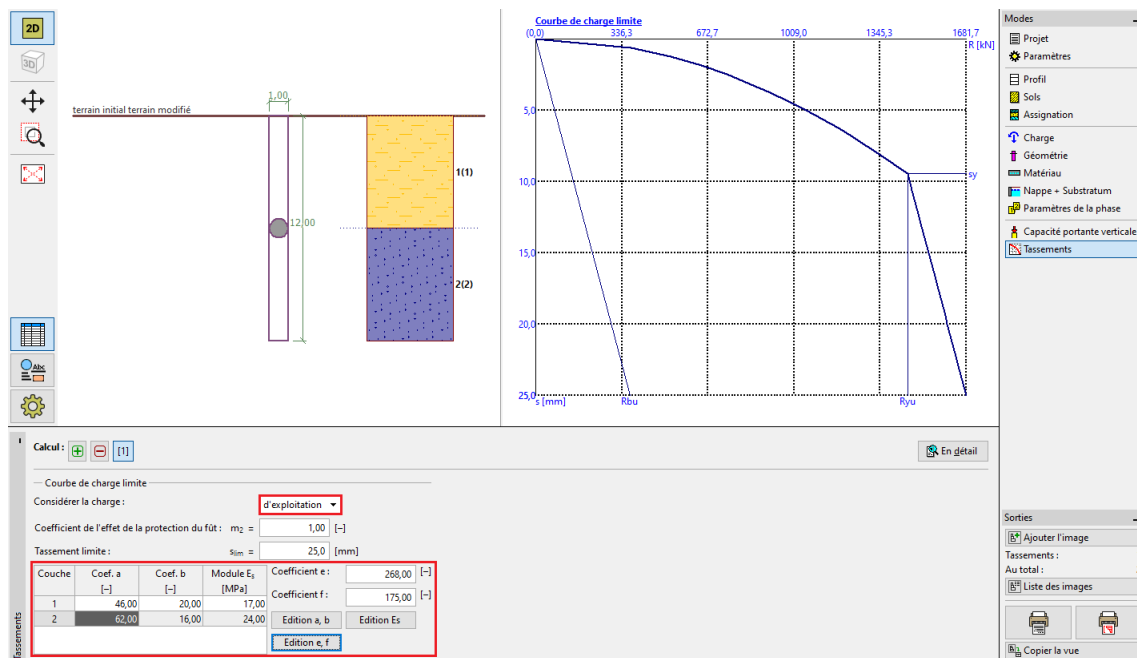 2D
3D
Abc
terrain initial terrain modifié
1,00
12,00
1(1)
2(2)
Courbe de charge limite
(0,0) 336,3 672,7 1009,0 1345,3 1681,7
R [kN]
5,0
10,0
15,0
20,0
25,0
sy
s [mm] Rbu Ryu
Modes
Projet
Paramètres
Profil
Sols
Assignation
Charge
Géométrie
Matériau
Nappe + Substratum
Paramètres de la phase
Capacité portante verticale
Tassements
Calcul : [1]
En détail
Courbe de charge limite
Considérer la charge : d'exploitation
Coefficient de l'effet de la protection du fût : m2 = 1,00 [–]
Tassement limite : slim = 25,0 [mm]
Couche Coef. a Coef. b Module Es
[–] [–] [MPa]
1 46,00 20,00 17,00
2 62,00 16,00 24,00
Coefficient e : 268,00 [–]
Coefficient f : 175,00 [–]
Edition a, b Edition Es
Edition e, f
Tassements
Sorties
Ajouter l'image
Tassements :
Au total :
Liste des images
Copier la vue